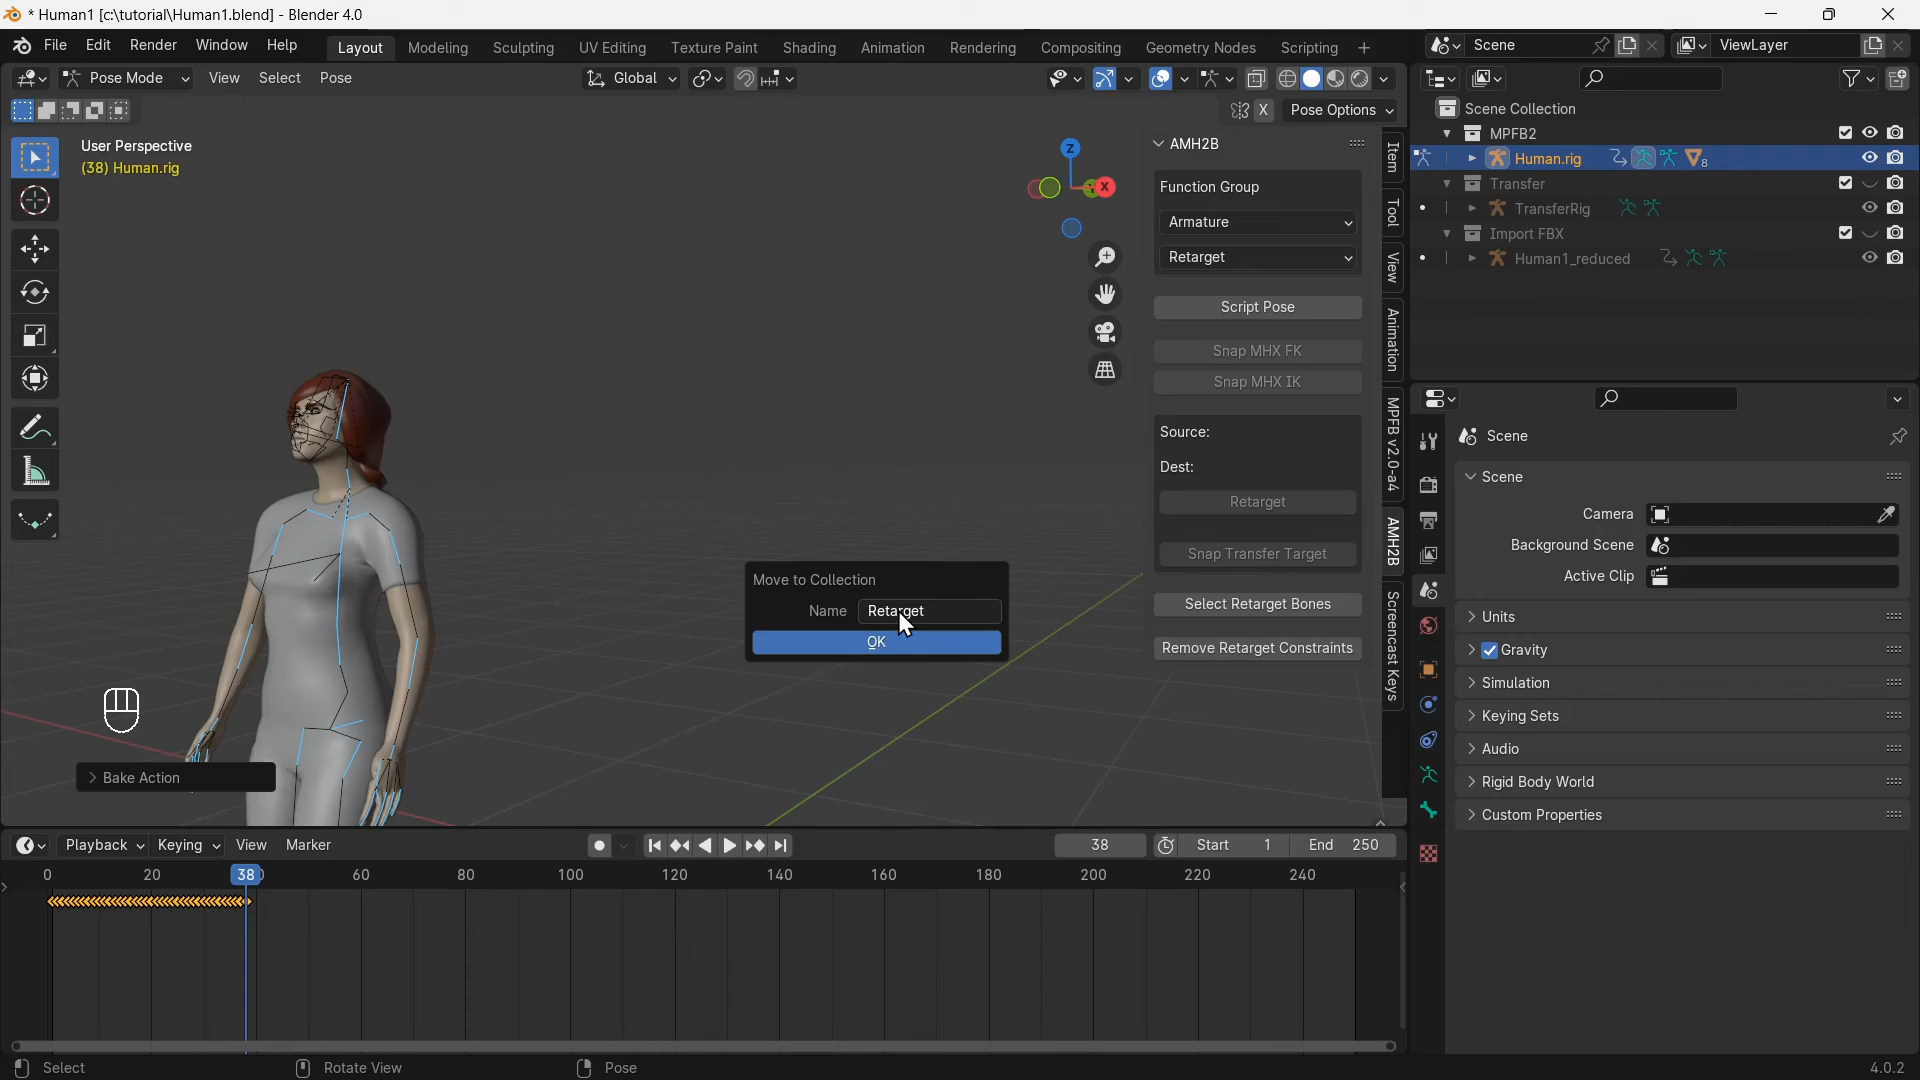 * Human1 [c:\tutorial\Human1.blend] - Blender 4.0
File Edit Render Window Help Layout Modeling Sculpting UV Editing Texture Paint Shading Animation Rendering Compositing Geometry Nodes Scripting + Scene ViewLayer
Pose Mode View Select Pose Global
X Pose Options
User Perspective
(38) Human.rig
Z
X
AMH2B
Function Group
Armature
Retarget
Script Pose
Snap MHX FK
Snap MHX IK
Source:
Dest:
Retarget
Snap Transfer Target
Select Retarget Bones
Remove Retarget Constraints
Item
Tool
View
Animation
MPFB v2.0-a4
AMH2B
Screencast Keys
Move to Collection
Name Retarget
OK
Bake Action
Scene Collection
MPFB2
Human.rig 8
Transfer
TransferRig
Import FBX
Human1_reduced
Scene
Scene
Camera
Background Scene
Active Clip
Units
Gravity
Simulation
Keying Sets
Audio
Rigid Body World
Custom Properties
Playback Keying View Marker 38 Start 1 End 250
0 20 38 60 80 100 120 140 160 180 200 220 240
Select Rotate View Pose 4.0.2